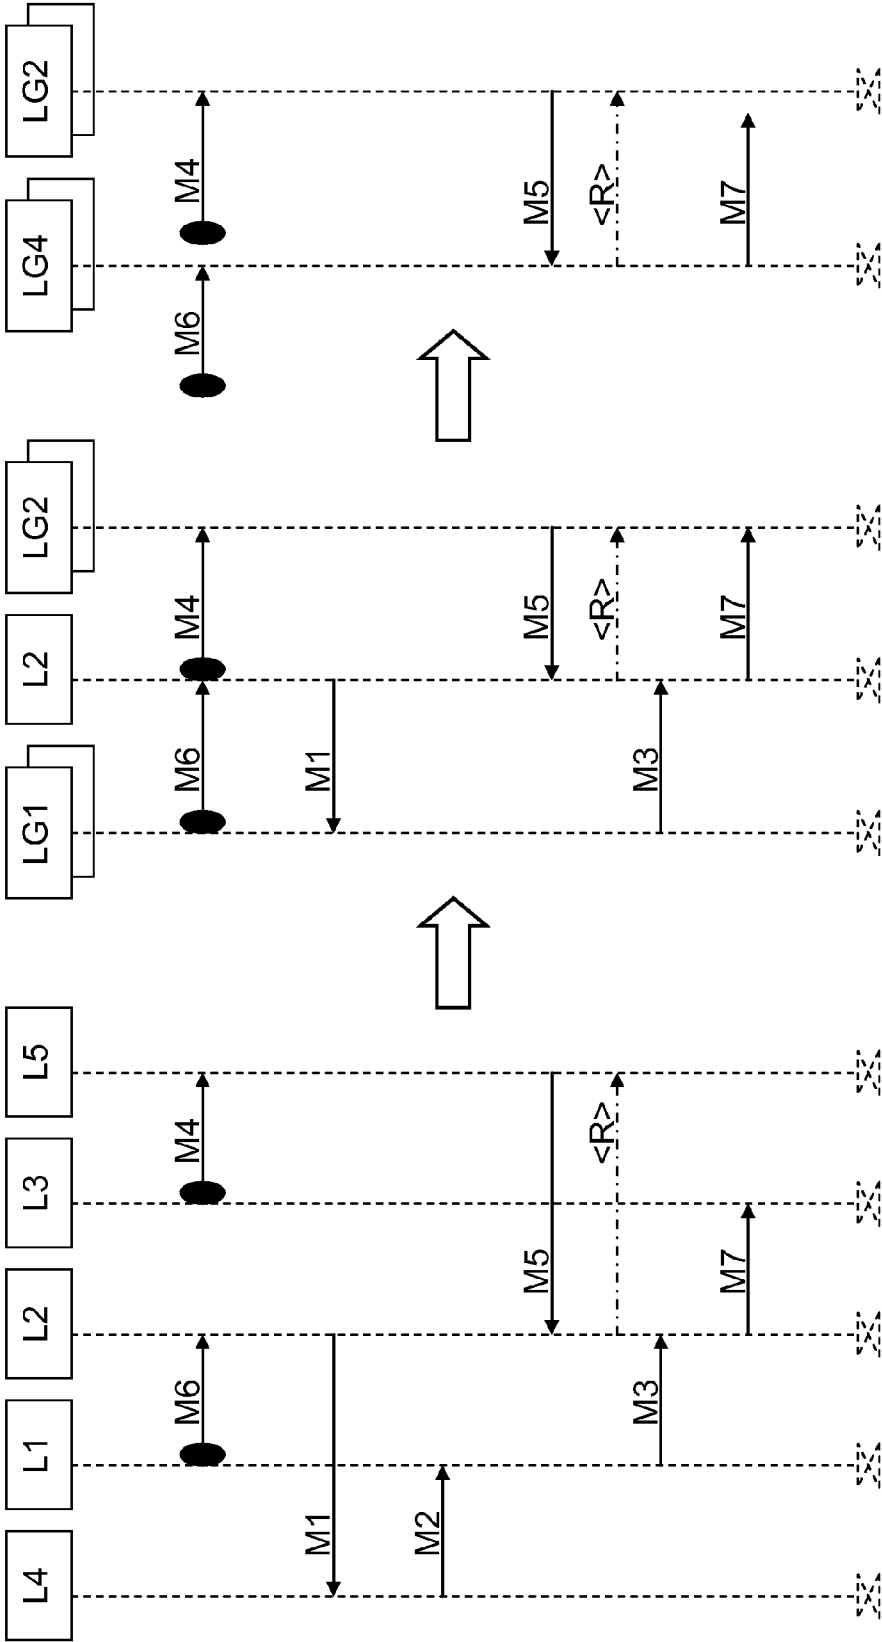 L4 L1 L2 L3 L5 LG1 L2 LG2 LG4 LG2
M6 M4 M6 M4 M6 M4
M1 M1
M2
M5 M5 M5
<R> <R> <R>
M3 M3
M7 M7 M7